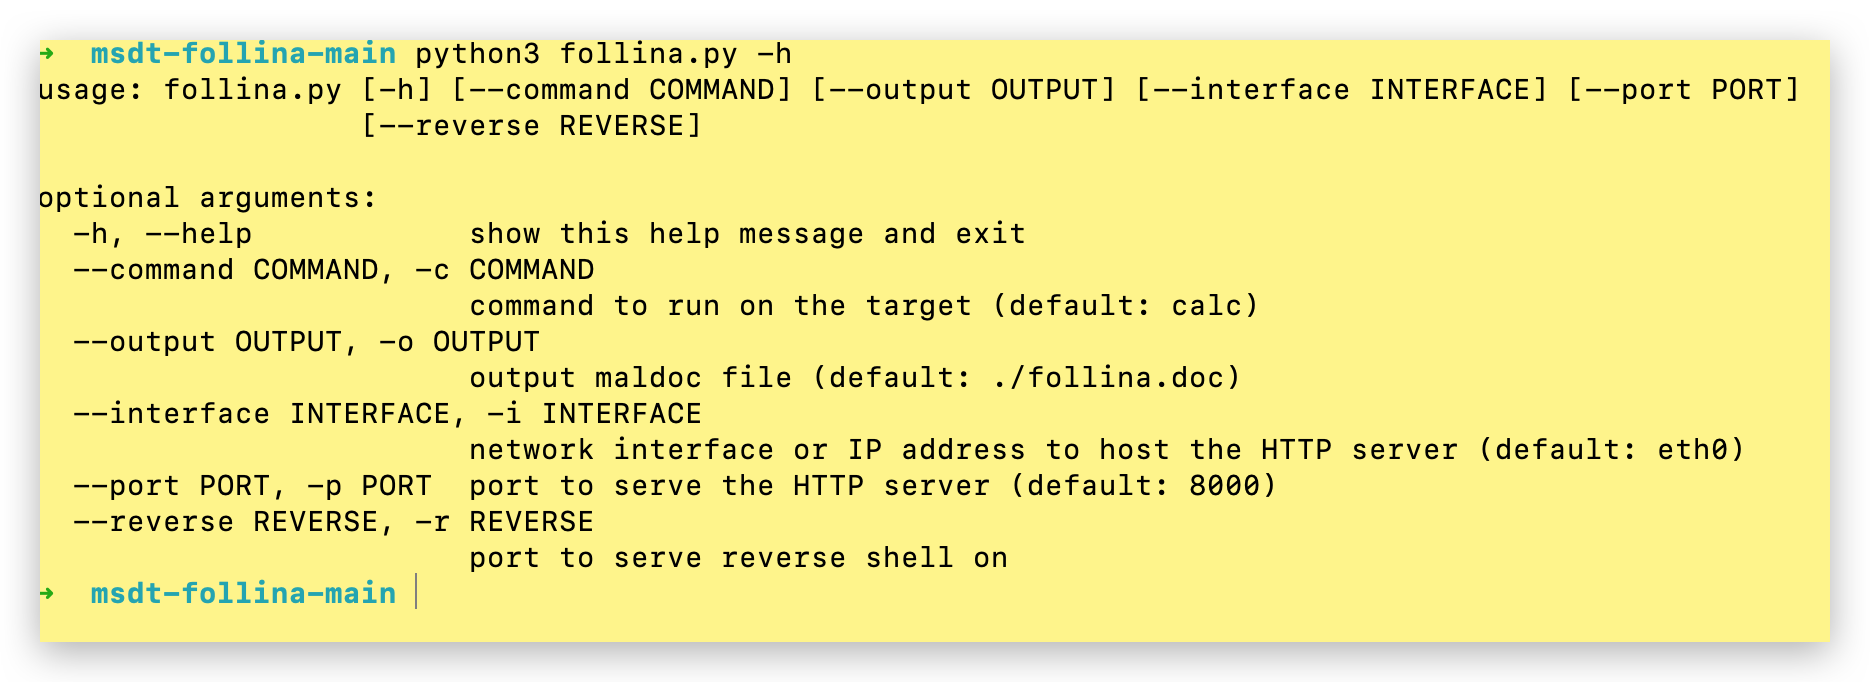 ➜  msdt-follina-main python3 follina.py -h
usage: follina.py [-h] [--command COMMAND] [--output OUTPUT] [--interface INTERFACE] [--port PORT]
                  [--reverse REVERSE]

optional arguments:
  -h, --help            show this help message and exit
  --command COMMAND, -c COMMAND
                        command to run on the target (default: calc)
  --output OUTPUT, -o OUTPUT
                        output maldoc file (default: ./follina.doc)
  --interface INTERFACE, -i INTERFACE
                        network interface or IP address to host the HTTP server (default: eth0)
  --port PORT, -p PORT  port to serve the HTTP server (default: 8000)
  --reverse REVERSE, -r REVERSE
                        port to serve reverse shell on
➜  msdt-follina-main